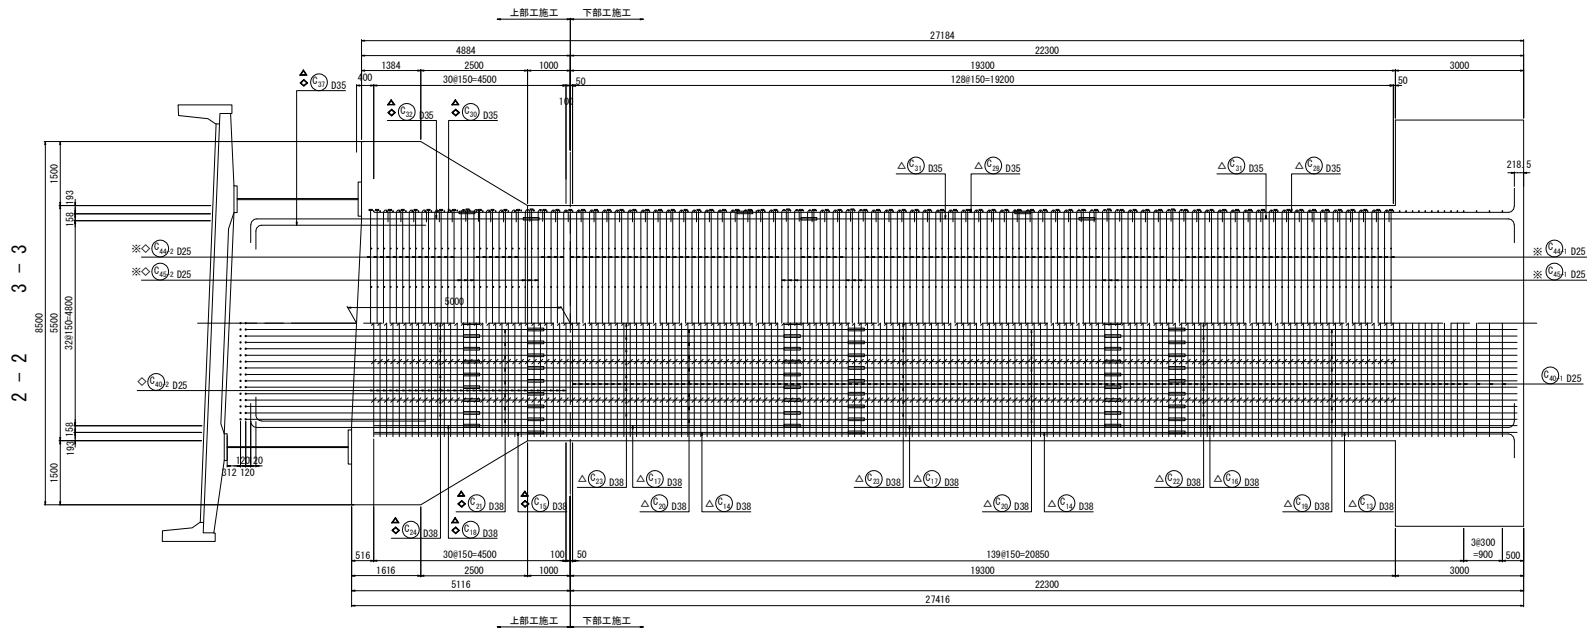 上部工施工 下部工施工
27184
4884 22300
1384 2500 1000 19300 3000
400 30@150=4500 100 50 128@150=19200 50
▲ ◆ C37 D35
▲ ◆ C32 D35
▲ ◆ C30 D35
△ C31 D35
△ C29 D35
△ C31 D35
△ C28 D35
218.5
1500
193
158
※◇ C44-2 D25
※ C44-1 D25
※◇ C45-2 D25
※ C45-1 D25
5000
3-3
2-2
8500
5500
32@150=4800
◇ C40-2 D25
C40-1 D25
158
193
1500
120 120
312 120
△ C23 D38
△ C17 D38
△ C23 D38
△ C17 D38
△ C22 D38
△ C16 D38
▲ ◆ C21 D38
▲ ◆ C15 D38
△ C20 D38
△ C14 D38
△ C20 D38
△ C14 D38
△ C19 D38
△ C13 D38
▲ ◆ C24 D38
▲ ◆ C18 D38
516 30@150=4500 100 50 139@150=20850 3@300 =900 500
1616 2500 1000 19300 3000
5116 22300
27416
上部工施工 下部工施工